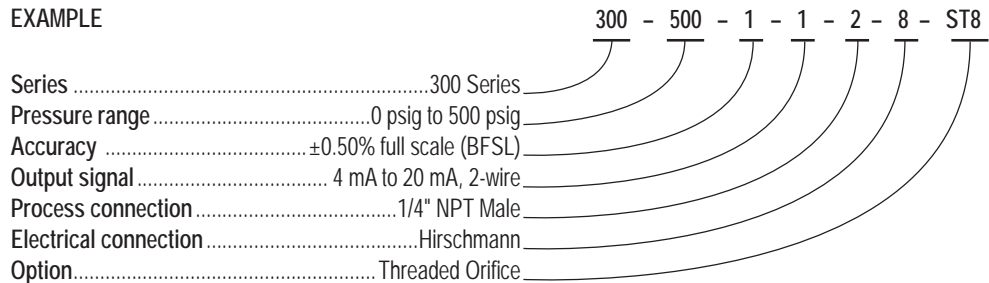 EXAMPLE 300 – 500 – 1 – 1 – 2 – 8 – ST8
Series ..................................................................300 Series
Pressure range.........................................0 psig to 500 psig
Accuracy ......................................±0.50% full scale (BFSL)
Output signal.................................... 4 mA to 20 mA, 2-wire
Process connection..........................................1/4" NPT Male
Electrical connection.........................................Hirschmann
Option.......................................................... Threaded Orifice